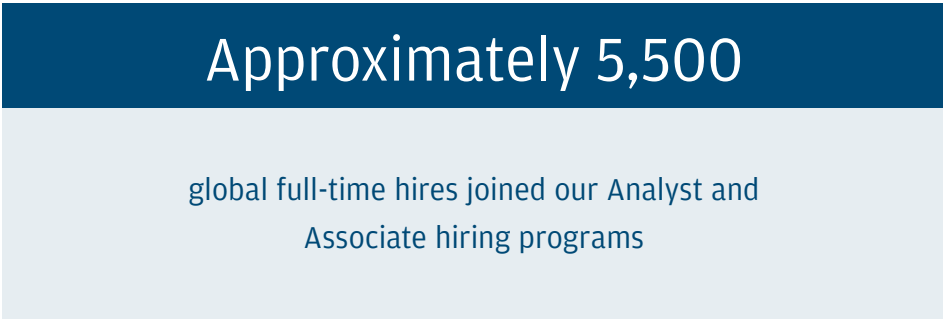 Approximately 5,500
global full-time hires joined our Analyst and
Associate hiring programs